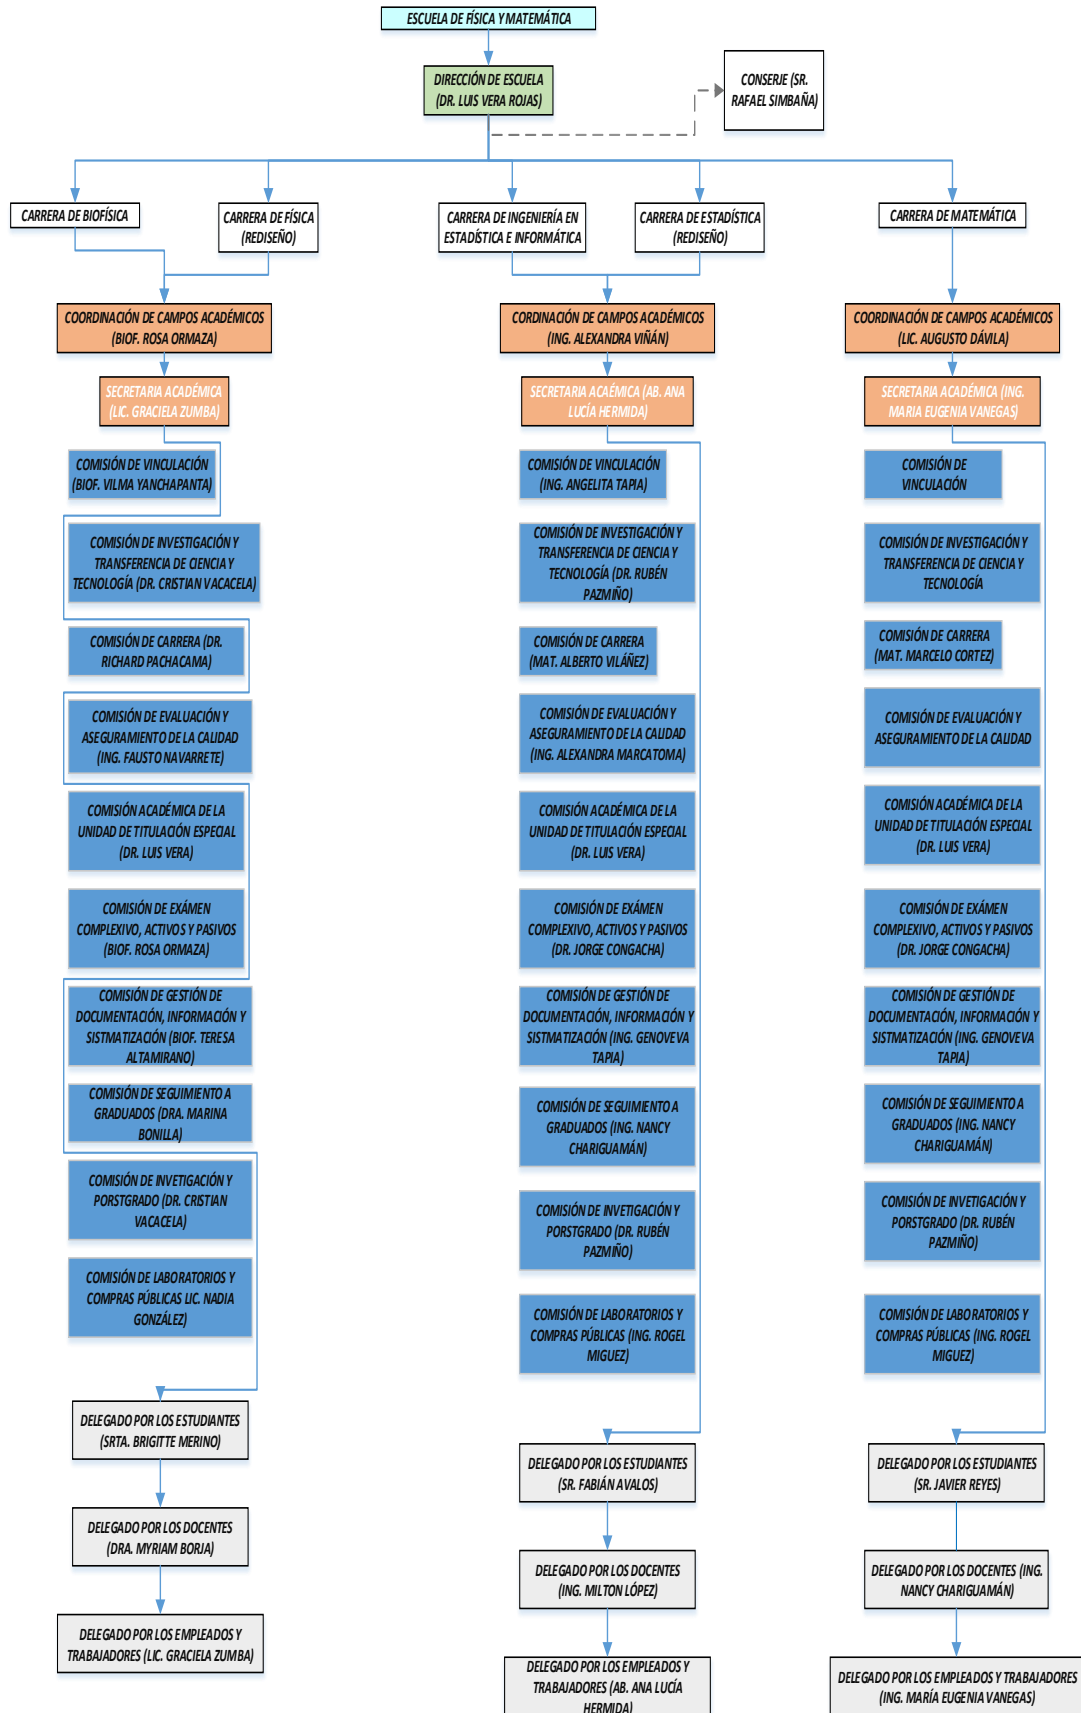 ESCUELA DE FÍSICA Y MATEMÁTICA
DIRECCIÓN DE ESCUELA
(DR. LUIS VERA ROJAS)
CONSERJE (SR.
RAFAEL SIMBAÑA)
CARRERA DE BIOFÍSICA
CARRERA DE FÍSICA
(REDISEÑO)
CARRERA DE INGENIERÍA EN
ESTADÍSTICA E INFORMÁTICA
CARRERA DE ESTADÍSTICA
(REDISEÑO)
CARRERA DE MATEMÁTICA
COORDINACIÓN DE CAMPOS ACADÉMICOS
(BIOF. ROSA ORMAZA)
SECRETARIA ACADÉMICA
(LIC. GRACIELA ZUMBA)
COMISIÓN DE VINCULACIÓN
(BIOF. VILMA YANCHAPANTA)
COMISIÓN DE INVESTIGACIÓN Y
TRANSFERENCIA DE CIENCIA Y
TECNOLOGÍA (DR. CRISTIAN VACACELA)
COMISIÓN DE CARRERA (DR.
RICHARD PACHACAMA)
COMISIÓN DE EVALUACIÓN Y
ASEGURAMIENTO DE LA CALIDAD
(ING. FAUSTO NAVARRETE)
COMISIÓN ACADÉMICA DE LA
UNIDAD DE TITULACIÓN ESPECIAL
(DR. LUIS VERA)
COMISIÓN DE EXÁMEN
COMPLEXIVO, ACTIVOS Y PASIVOS
(BIOF. ROSA ORMAZA)
COMISIÓN DE GESTIÓN DE
DOCUMENTACIÓN, INFORMACIÓN Y
SISTMATIZACIÓN (BIOF. TERESA
ALTAMIRANO)
COMISIÓN DE SEGUIMIENTO A
GRADUADOS (DRA. MARINA
BONILLA)
COMISIÓN DE INVETIGACIÓN Y
PORSTGRADO (DR. CRISTIAN
VACACELA)
COMISIÓN DE LABORATORIOS Y
COMPRAS PÚBLICAS LIC. NADIA
GONZÁLEZ)
DELEGADO POR LOS ESTUDIANTES
(SRTA. BRIGITTE MERINO)
DELEGADO POR LOS DOCENTES
(DRA. MYRIAM BORJA)
DELEGADO POR LOS EMPLEADOS Y
TRABAJADORES (LIC. GRACIELA ZUMBA)
CORDINACIÓN DE CAMPOS ACADÉMICOS
(ING. ALEXANDRA VIÑÁN)
SECRETARIA ACAÉMICA (AB. ANA
LUCÍA HERMIDA)
COMISIÓN DE VINCULACIÓN
(ING. ANGELITA TAPIA)
COMISIÓN DE INVESTIGACIÓN Y
TRANSFERENCIA DE CIENCIA Y
TECNOLOGÍA (DR. RUBÉN
PAZMIÑO)
COMISIÓN DE CARRERA
(MAT. ALBERTO VILÁÑEZ)
COMISIÓN DE EVALUACIÓN Y
ASEGURAMIENTO DE LA CALIDAD
(ING. ALEXANDRA MARCATOMA)
COMISIÓN ACADÉMICA DE LA
UNIDAD DE TITULACIÓN ESPECIAL
(DR. LUIS VERA)
COMISIÓN DE EXÁMEN
COMPLEXIVO, ACTIVOS Y PASIVOS
(DR. JORGE CONGACHA)
COMISIÓN DE GESTIÓN DE
DOCUMENTACIÓN, INFORMACIÓN Y
SISTMATIZACIÓN (ING. GENOVEVA
TAPIA)
COMISIÓN DE SEGUIMIENTO A
GRADUADOS (ING. NANCY
CHARIGUAMÁN)
COMISIÓN DE INVETIGACIÓN Y
PORSTGRADO (DR. RUBÉN
PAZMIÑO)
COMISIÓN DE LABORATORIOS Y
COMPRAS PÚBLICAS (ING. ROGEL
MIGUEZ)
DELEGADO POR LOS ESTUDIANTES
(SR. FABIÁN AVALOS)
DELEGADO POR LOS DOCENTES
(ING. MILTON LÓPEZ)
DELEGADO POR LOS EMPLEADOS Y
TRABAJADORES (AB. ANA LUCÍA
HERMIDA)
COORDINACIÓN DE CAMPOS ACADÉMICOS
(LIC. AUGUSTO DÁVILA)
SECRETARIA ACADÉMICA (ING.
MARIA EUGENIA VANEGAS)
COMISIÓN DE
VINCULACIÓN
COMISIÓN DE INVESTIGACIÓN Y
TRANSFERENCIA DE CIENCIA Y
TECNOLOGÍA
COMISIÓN DE CARRERA
(MAT. MARCELO CORTEZ)
COMISIÓN DE EVALUACIÓN Y
ASEGURAMIENTO DE LA CALIDAD
COMISIÓN ACADÉMICA DE LA
UNIDAD DE TITULACIÓN ESPECIAL
(DR. LUIS VERA)
COMISIÓN DE EXÁMEN
COMPLEXIVO, ACTIVOS Y PASIVOS
(DR. JORGE CONGACHA)
COMISIÓN DE GESTIÓN DE
DOCUMENTACIÓN, INFORMACIÓN Y
SISTMATIZACIÓN (ING. GENOVEVA
TAPIA)
COMISIÓN DE SEGUIMIENTO A
GRADUADOS (ING. NANCY
CHARIGUAMÁN)
COMISIÓN DE INVETIGACIÓN Y
PORSTGRADO (DR. RUBÉN
PAZMIÑO)
COMISIÓN DE LABORATORIOS Y
COMPRAS PÚBLICAS (ING. ROGEL
MIGUEZ)
DELEGADO POR LOS ESTUDIANTES
(SR. JAVIER REYES)
DELEGADO POR LOS DOCENTES (ING.
NANCY CHARIGUAMÁN)
DELEGADO POR LOS EMPLEADOS Y TRABAJADORES
(ING. MARÍA EUGENIA VANEGAS)